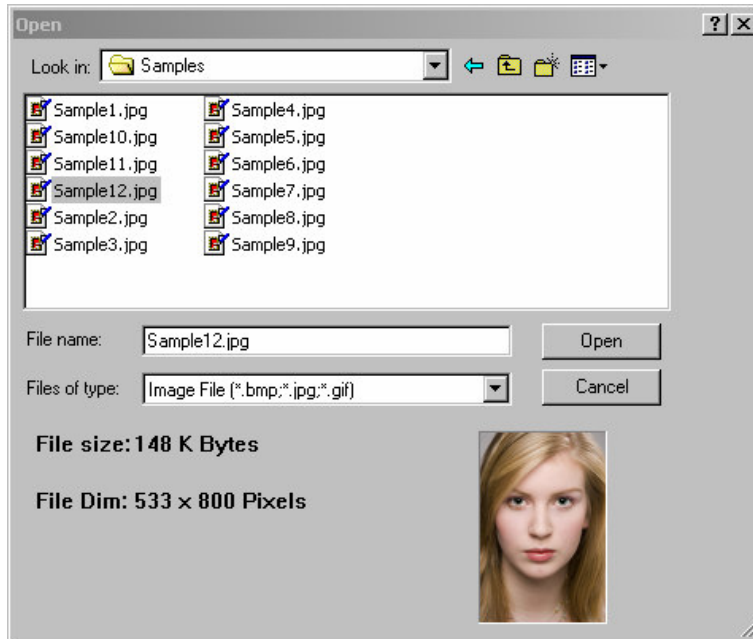 Open
Look in: Samples
Sample1.jpg
Sample10.jpg
Sample11.jpg
Sample12.jpg
Sample2.jpg
Sample3.jpg
Sample4.jpg
Sample5.jpg
Sample6.jpg
Sample7.jpg
Sample8.jpg
Sample9.jpg
File name: Sample12.jpg
Open
Files of type: Image File (*.bmp;*.jpg;*.gif)
Cancel
File size: 148 K Bytes
File Dim: 533 x 800 Pixels